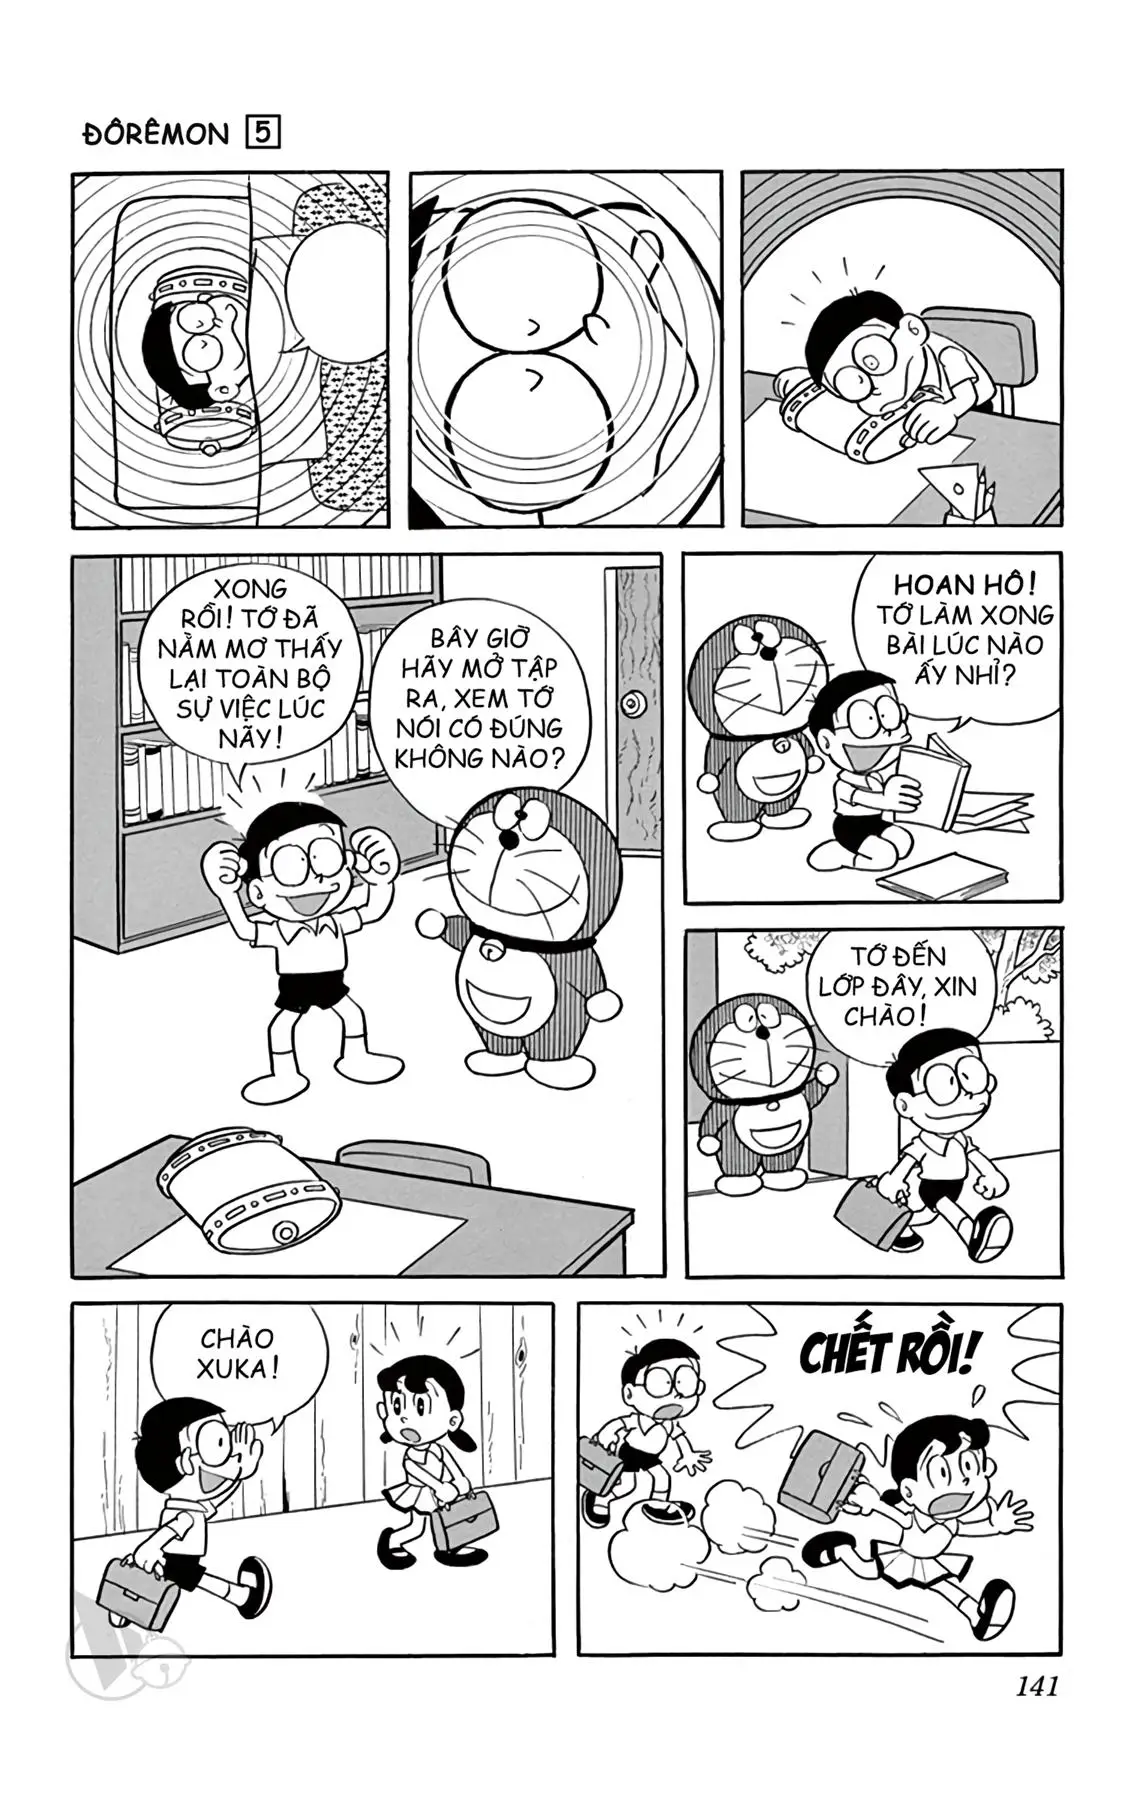 ĐÔRÊMON 5
XONG
RỒI! TỚ ĐÃ
NẰM MƠ THẤY
LẠI TOÀN BỘ
SỰ VIỆC LÚC
NÃY!
BÂY GIỜ
HÃY MỞ TẬP
RA, XEM TỚ
NÓI CÓ ĐÚNG
KHÔNG NÀO?
HOAN HÔ!
TỚ LÀM XONG
BÀI LÚC NÀO
ẤY NHỈ?
TỚ ĐẾN
LỚP ĐÂY, XIN
CHÀO!
CHÀO
XUKA!
CHẾT RỒI!
141